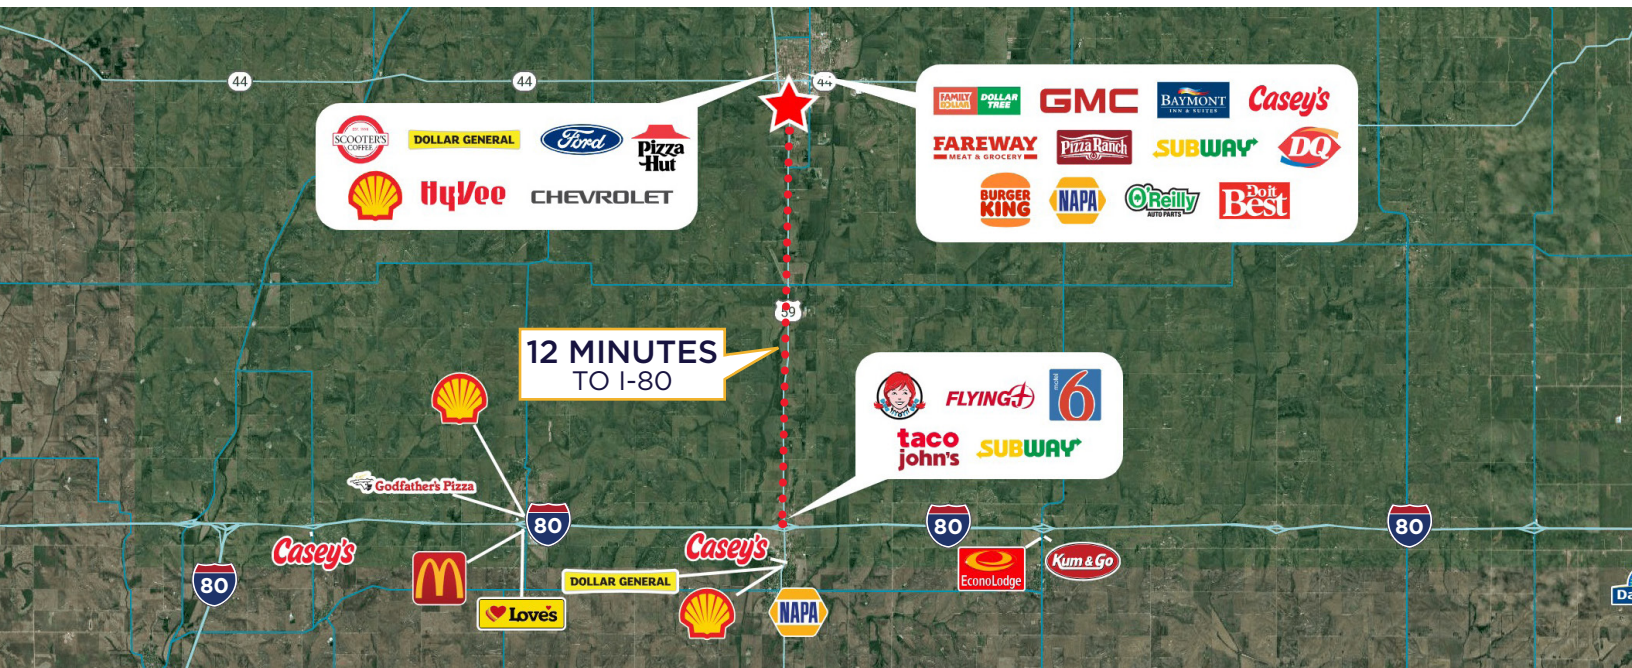 44
44
44
SCOOTER'S
COFFEE
DOLLAR GENERAL
Ford
Pizza
Hut
HyVee
CHEVROLET
FAMILY
DOLLAR
DOLLAR
TREE
GMC
BAYMONT
INN & SUITES
Casey's
FAREWAY
MEAT & GROCERY
Pizza Ranch
SUBWAY
DQ
BURGER
KING
NAPA
O'Reilly
AUTO PARTS
Do it
Best
59
12 MINUTES
TO I-80
FLYING J
motel
6
taco
john's
SUBWAY
Godfather's Pizza
80
80
80
80
Casey's
Casey's
DOLLAR GENERAL
Love's
NAPA
EconoLodge
Kum & Go
Da